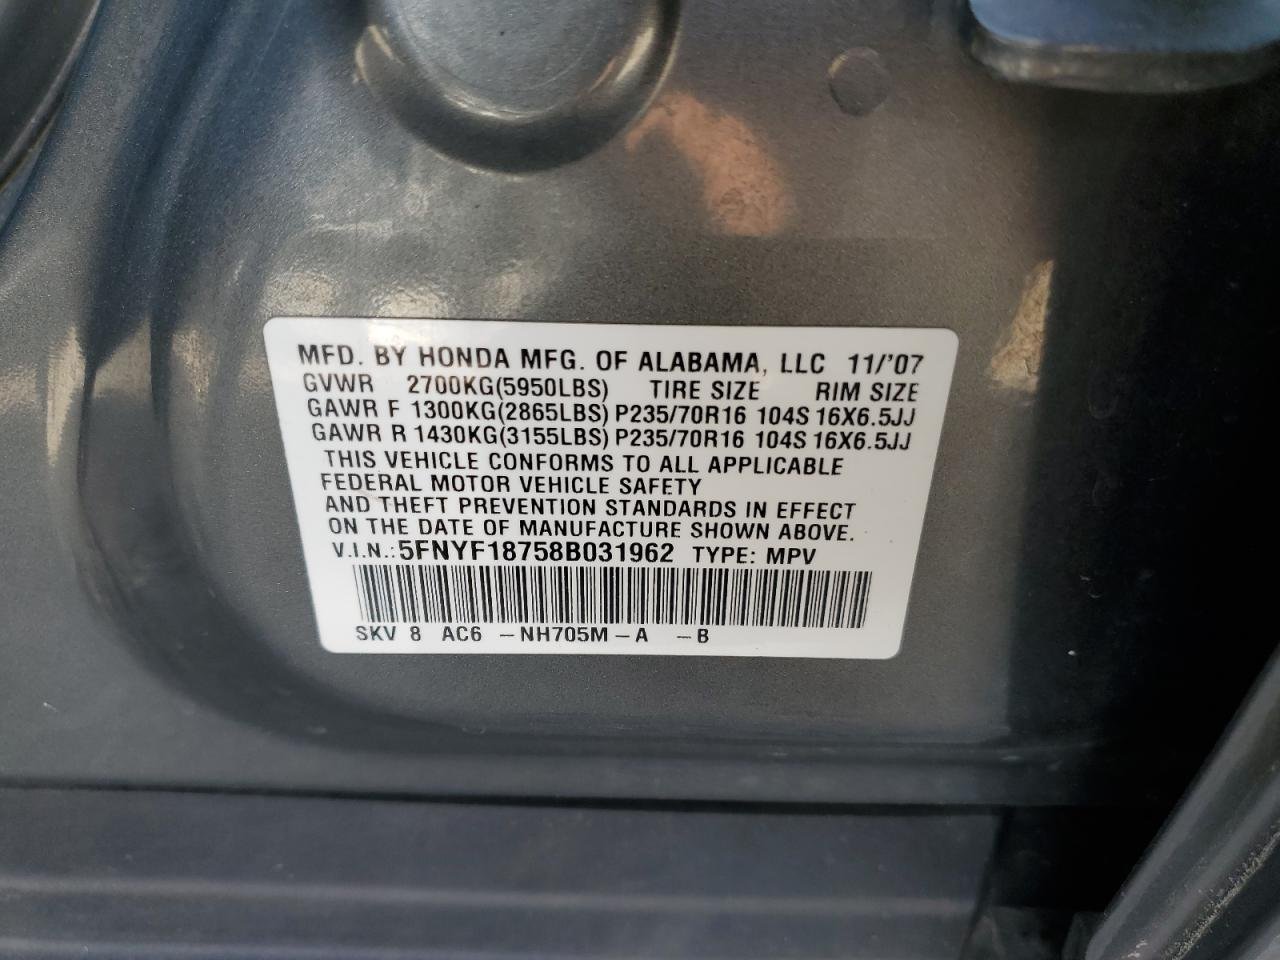 MFD. BY HONDA MFG. OF ALABAMA, LLC 11/'07
GVWR 2700KG(5950LBS) TIRE SIZE RIM SIZE
GAWR F 1300KG(2865LBS) P235/70R16 104S 16X6.5JJ
GAWR R 1430KG(3155LBS) P235/70R16 104S 16X6.5JJ
THIS VEHICLE CONFORMS TO ALL APPLICABLE
FEDERAL MOTOR VEHICLE SAFETY
AND THEFT PREVENTION STANDARDS IN EFFECT
ON THE DATE OF MANUFACTURE SHOWN ABOVE.
V.I.N.: 5FNYF18758B031962 TYPE: MPV
SKV 8 AC6 -NH705M-A -B